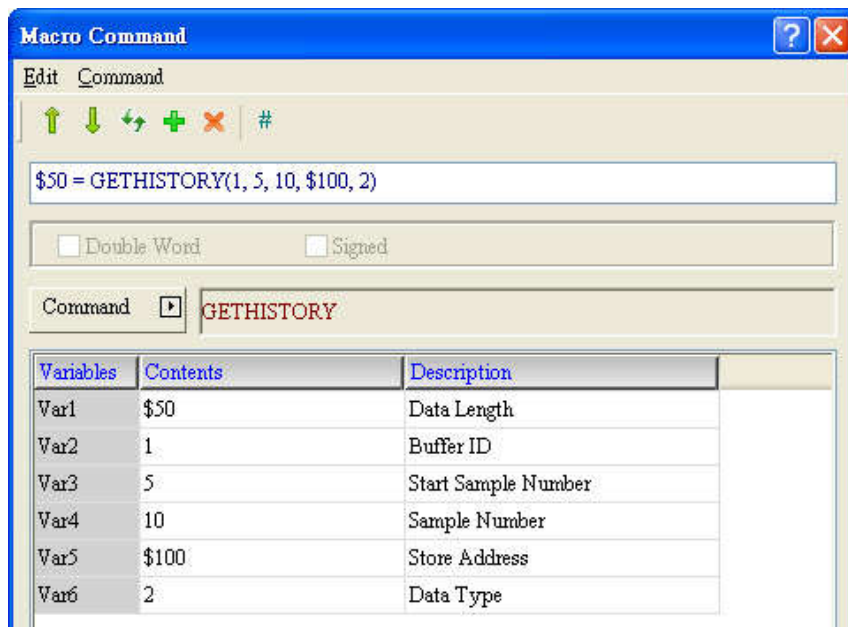 Macro Command
Edit Command
#
$50 = GETHISTORY(1, 5, 10, $100, 2)
Double Word Signed
Command GETHISTORY
Variables Contents Description
Var1 $50 Data Length
Var2 1 Buffer ID
Var3 5 Start Sample Number
Var4 10 Sample Number
Var5 $100 Store Address
Var6 2 Data Type